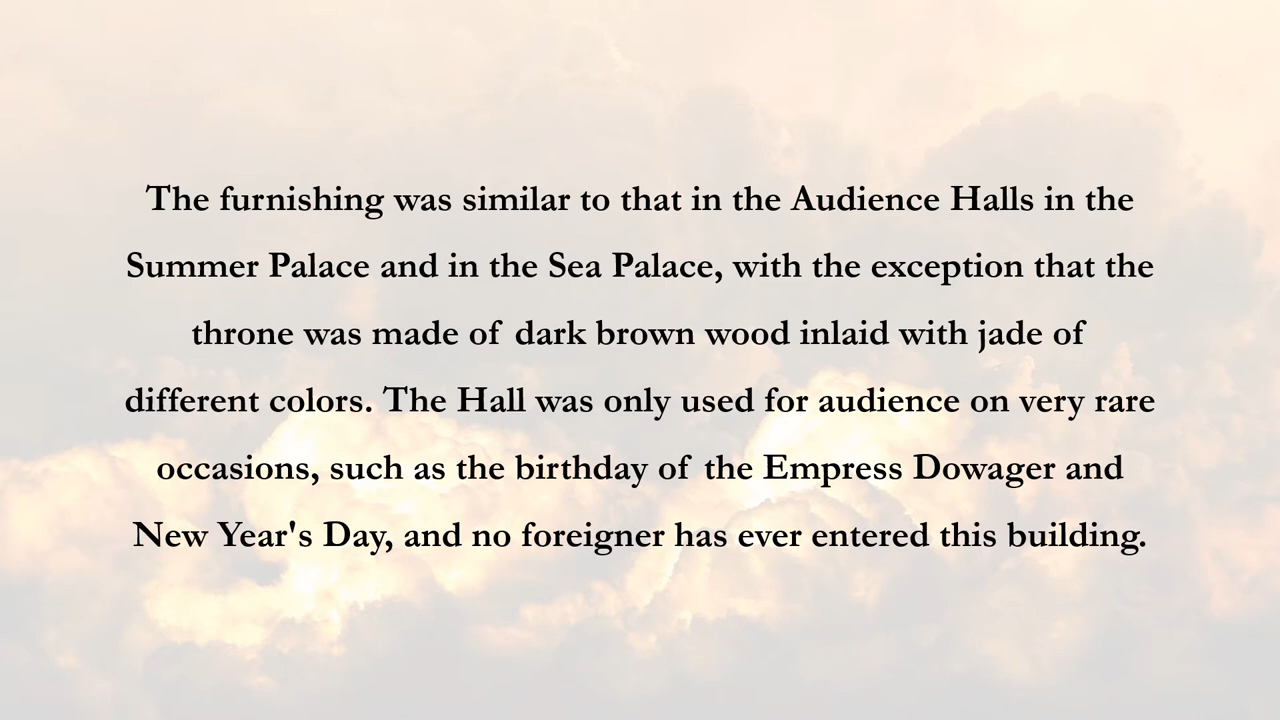 The furnishing was similar to that in the Audience Halls in the
Summer Palace and in the Sea Palace, with the exception that the
throne was made of dark brown wood inlaid with jade of
different colors. The Hall was only used for audience on very rare
occasions, such as the birthday of the Empress Dowager and
New Year's Day, and no foreigner has ever entered this building.